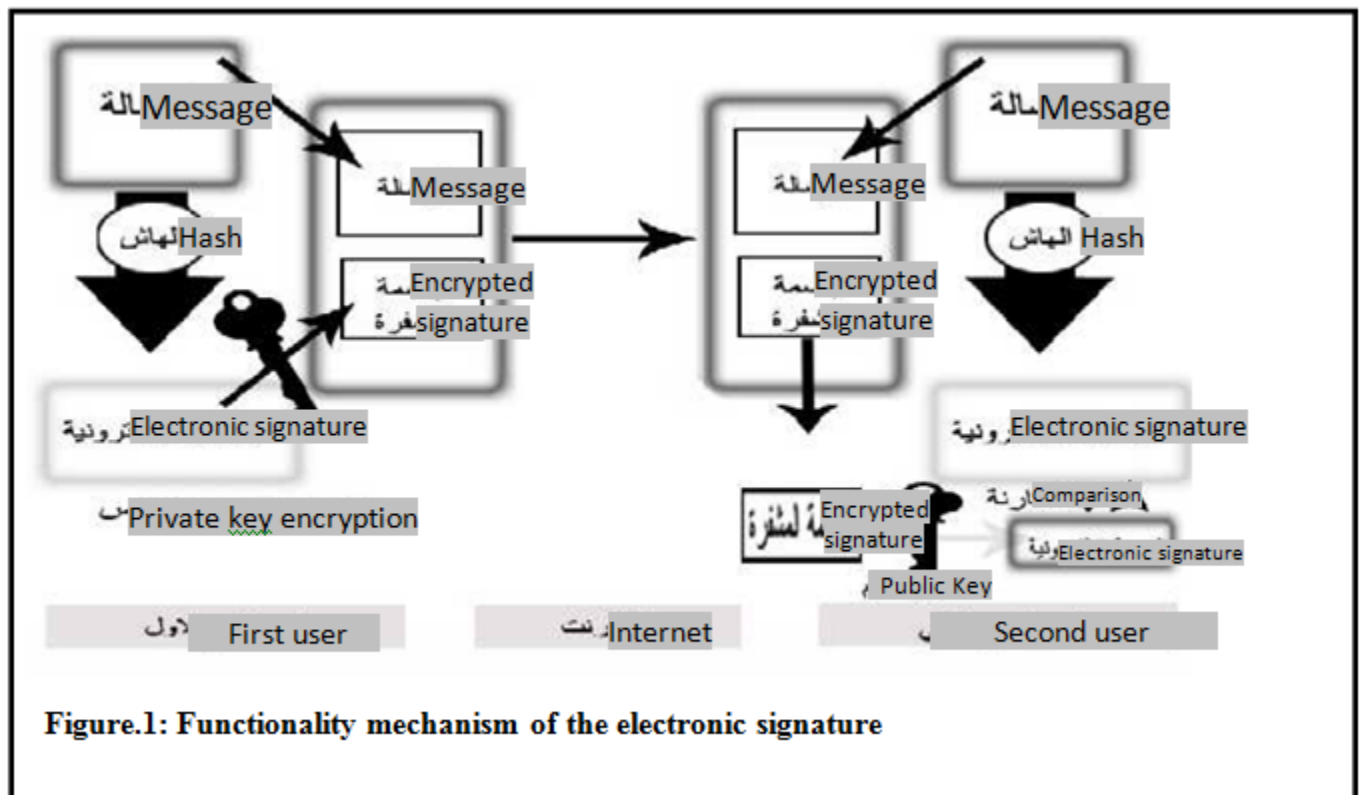 Message
Message
Message
Message
Hash
الهاش Hash
Encrypted
signature
Encrypted
signature
Electronic signature
Electronic signature
Private key encryption
Comparison
Encrypted
signature
Electronic signature
Public Key
First user
Internet
Second user
Figure.1: Functionality mechanism of the electronic signature